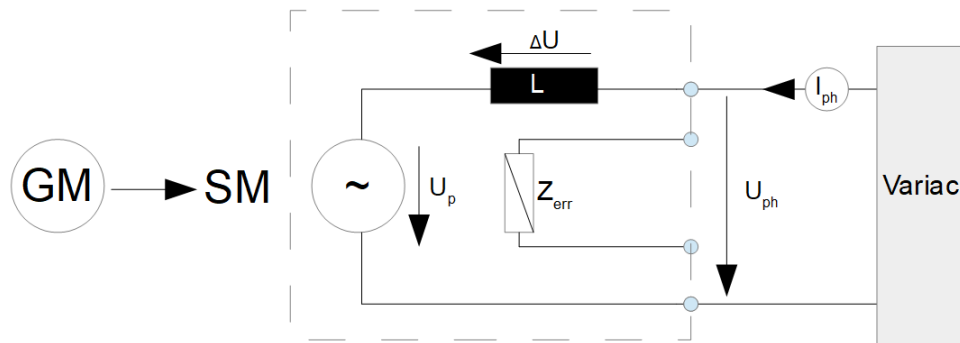 ΔU
L
I_ph
GM
SM
~
U_p
Z_err
U_ph
Variac